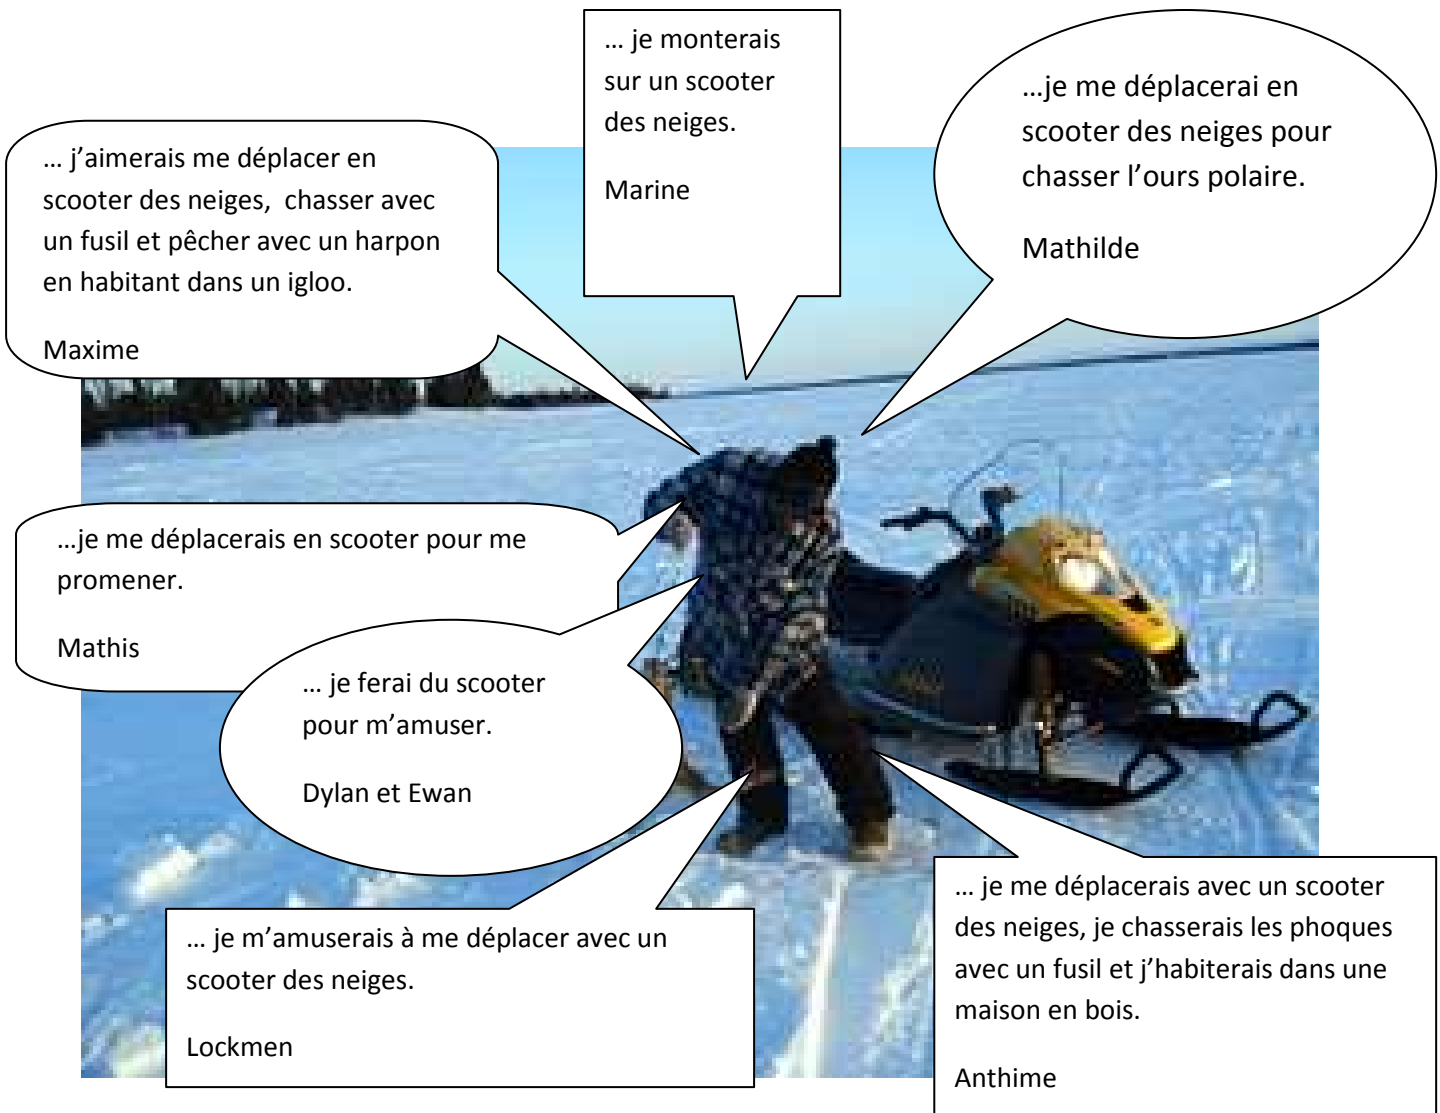 … je monterais
sur un scooter
des neiges.
Marine
…je me déplacerai en
scooter des neiges pour
chasser l’ours polaire.
Mathilde
… j’aimerais me déplacer en
scooter des neiges,  chasser avec
un fusil et pêcher avec un harpon
en habitant dans un igloo.
Maxime
…je me déplacerais en scooter pour me
promener.
Mathis
… je ferai du scooter
pour m’amuser.
Dylan et Ewan
… je m’amuserais à me déplacer avec un
scooter des neiges.
Lockmen
… je me déplacerais avec un scooter
des neiges, je chasserais les phoques
avec un fusil et j’habiterais dans une
maison en bois.
Anthime